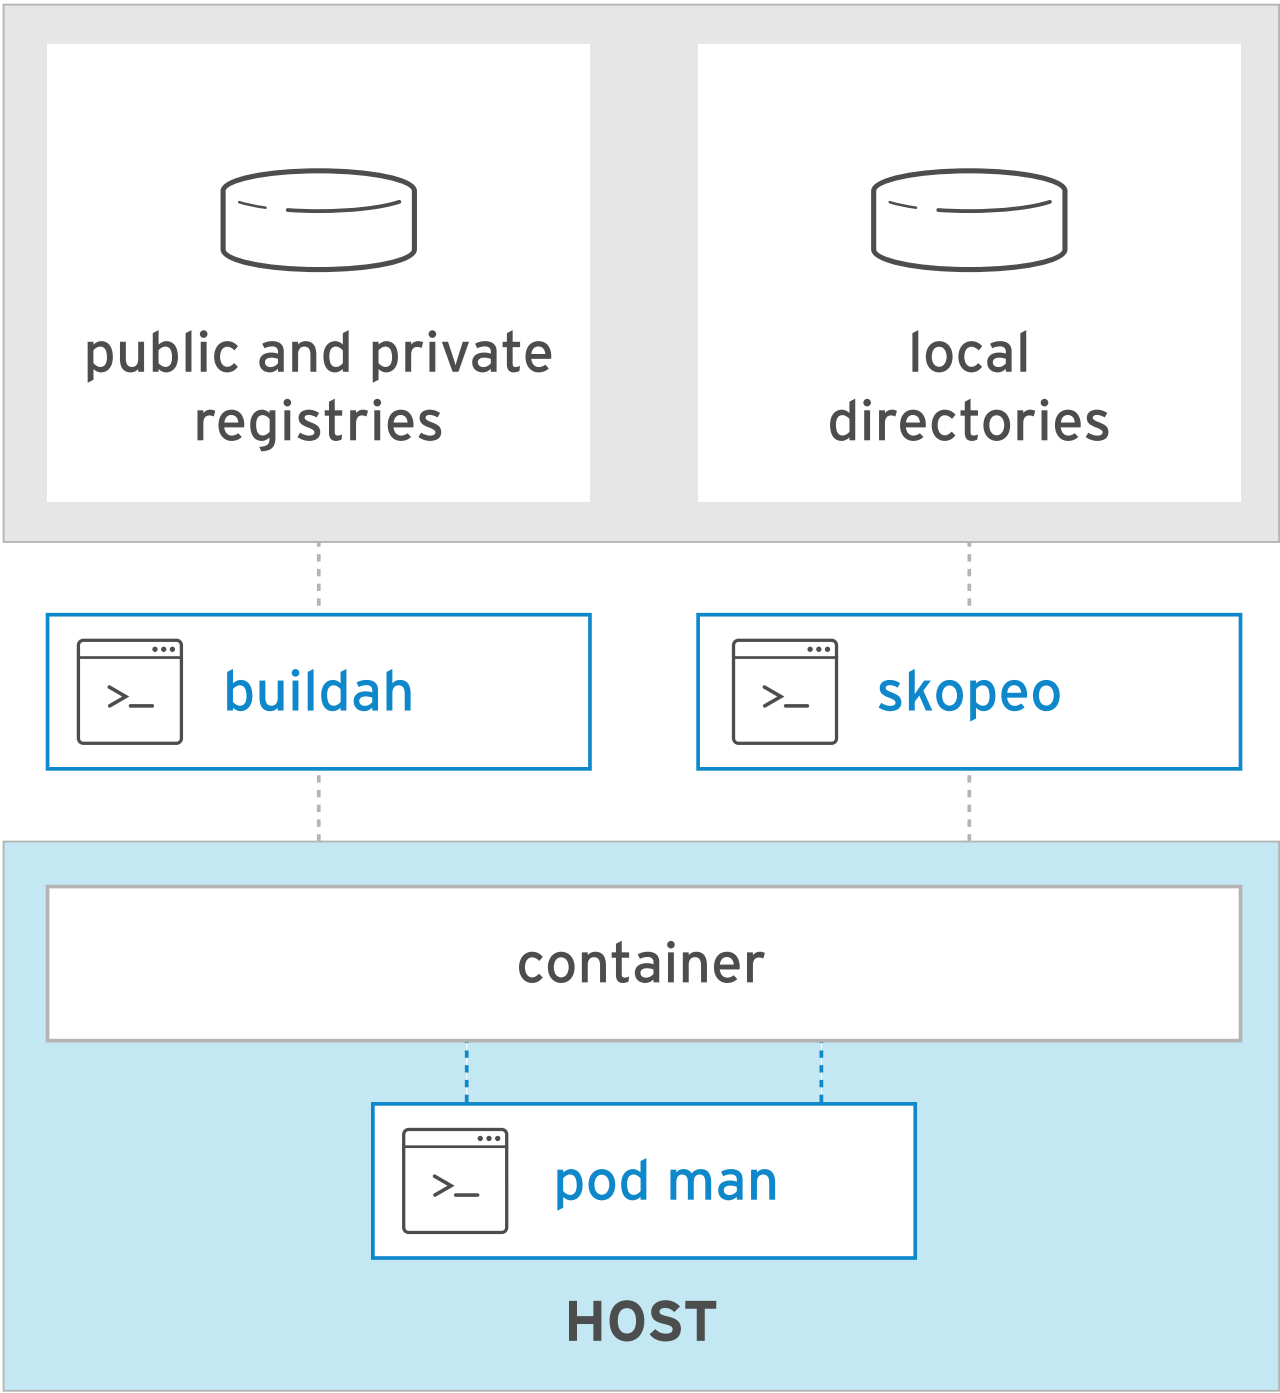 public and private
registries
local
directories
>_ buildah
>_ skopeo
container
>_ pod man
HOST